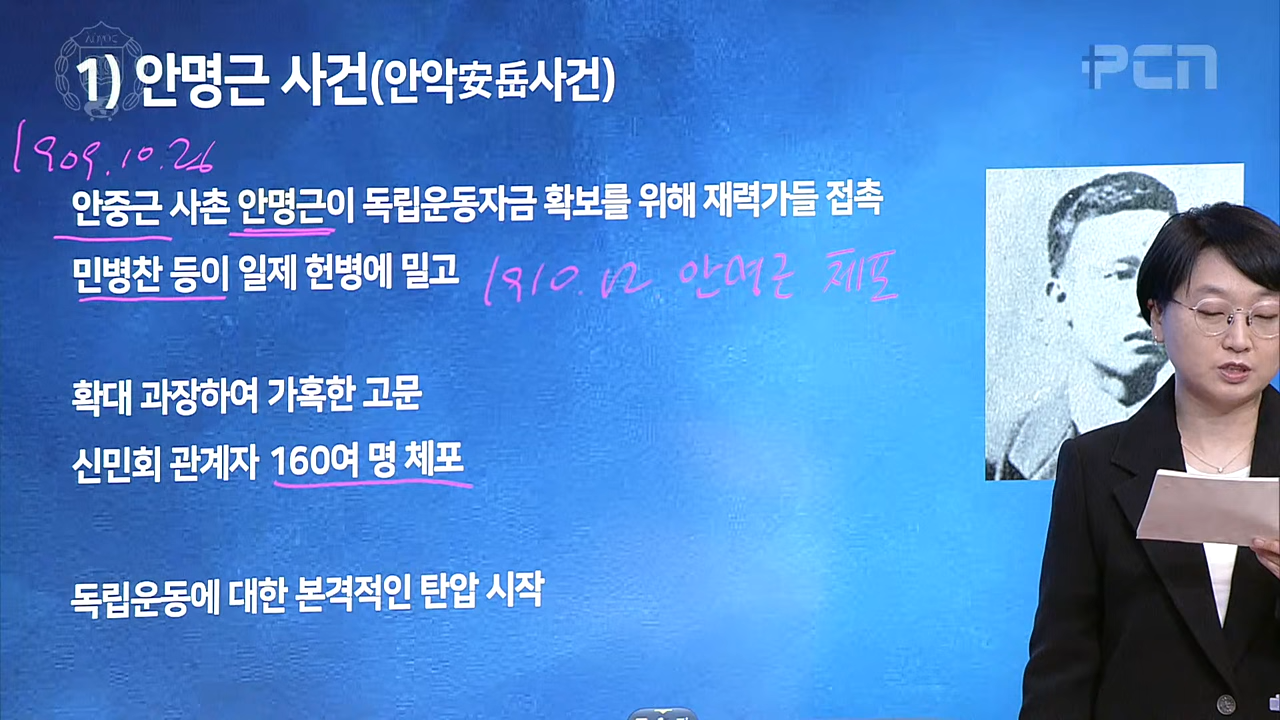 1) 안명근 사건(안악安岳사건)
PCN
1909.10.26
안중근 사촌 안명근이 독립운동자금 확보를 위해 재력가들 접촉
민병찬 등이 일제 헌병에 밀고
1910.12 안명근 체포
확대 과장하여 가혹한 고문
신민회 관계자 160여 명 체포
독립운동에 대한 본격적인 탄압 시작